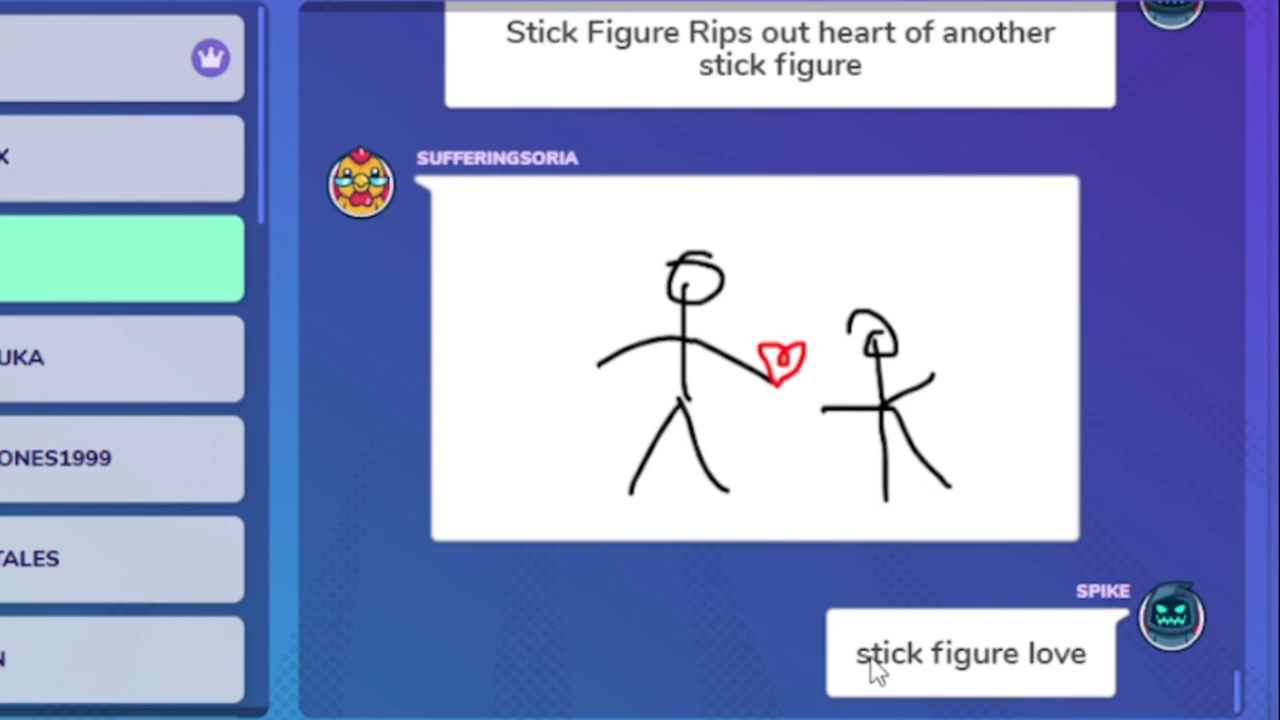 Stick Figure Rips out heart of another
stick figure
SUFFERINGSORIA
X
UKA
ONES1999
TALES
N
SPIKE
stick figure love